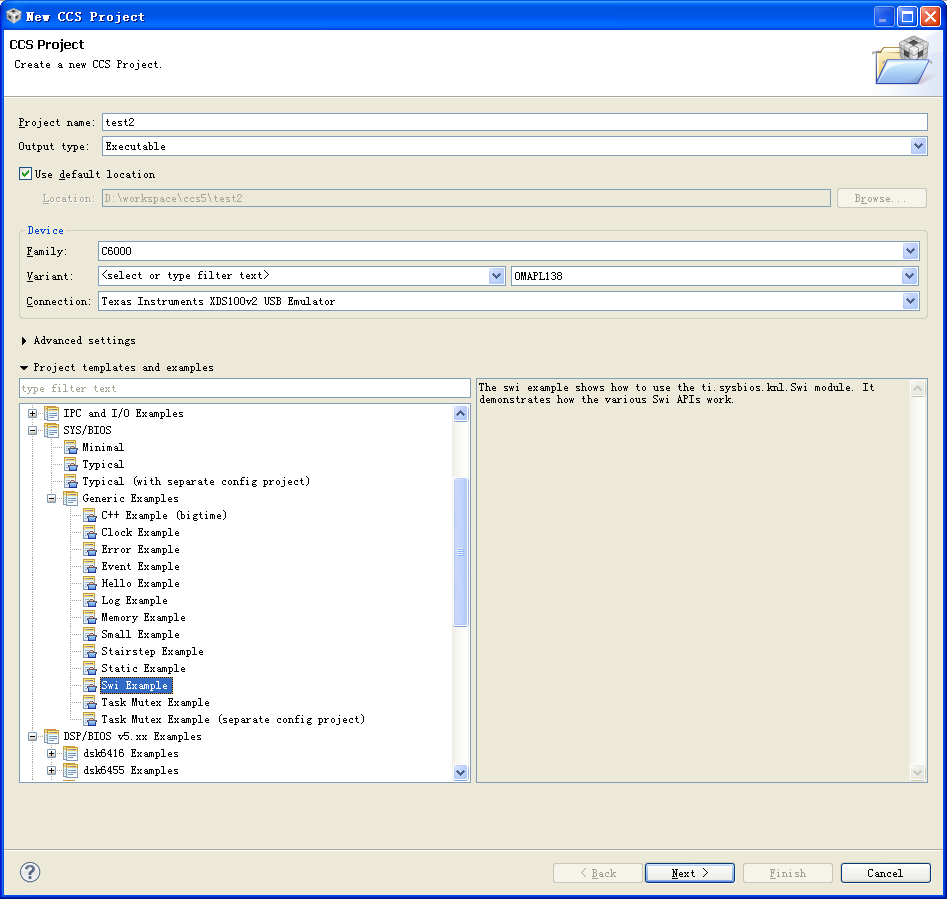 New CCS Project
CCS Project
Create a new CCS Project.
Project name: test2
Output type: Executable
Use default location
Location: D:\workspace\ccs5\test2 Browse...
Device
Family: C6000
Variant: <select or type filter text> OMAPL138
Connection: Texas Instruments XDS100v2 USB Emulator
Advanced settings
Project templates and examples
type filter text
IPC and I/O Examples
SYS/BIOS
Minimal
Typical
Typical (with separate config project)
Generic Examples
C++ Example (bigtime)
Clock Example
Error Example
Event Example
Hello Example
Log Example
Memory Example
Small Example
Stairstep Example
Static Example
Swi Example
Task Mutex Example
Task Mutex Example (separate config project)
DSP/BIOS v5.xx Examples
dsk6416 Examples
dsk6455 Examples
The swi example shows how to use the ti.sysbios.knl.Swi module. It
demonstrates how the various Swi APIs work.
?
< Back Next > Finish Cancel